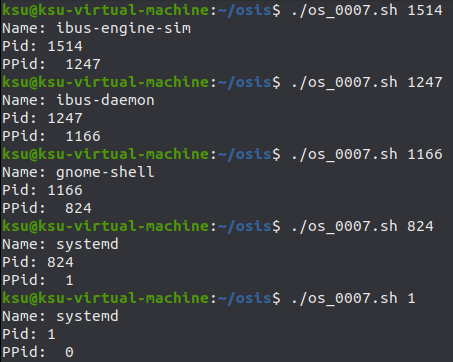 ksu@ksu-virtual-machine:~/osis$ ./os_0007.sh 1514
Name: ibus-engine-sim
Pid: 1514
PPid:  1247
ksu@ksu-virtual-machine:~/osis$ ./os_0007.sh 1247
Name: ibus-daemon
Pid: 1247
PPid:  1166
ksu@ksu-virtual-machine:~/osis$ ./os_0007.sh 1166
Name: gnome-shell
Pid: 1166
PPid:  824
ksu@ksu-virtual-machine:~/osis$ ./os_0007.sh 824
Name: systemd
Pid: 824
PPid:  1
ksu@ksu-virtual-machine:~/osis$ ./os_0007.sh 1
Name: systemd
Pid: 1
PPid:  0